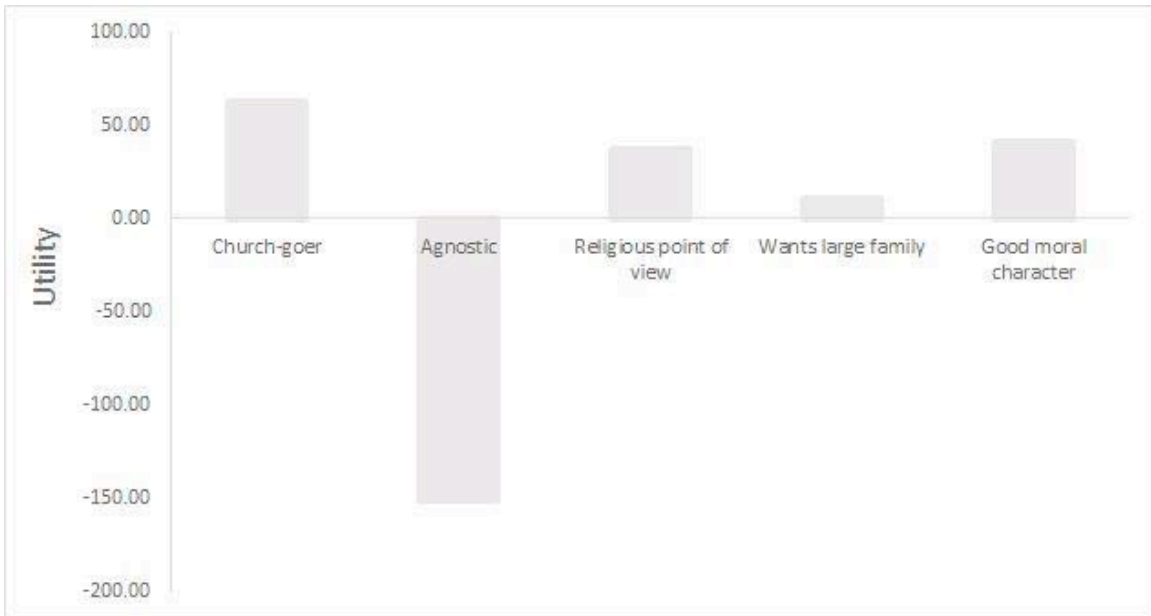 100.00
50.00
0.00
-50.00
-100.00
-150.00
-200.00
Utility
Church-goer
Agnostic
Religious point of
view
Wants large family
Good moral
character